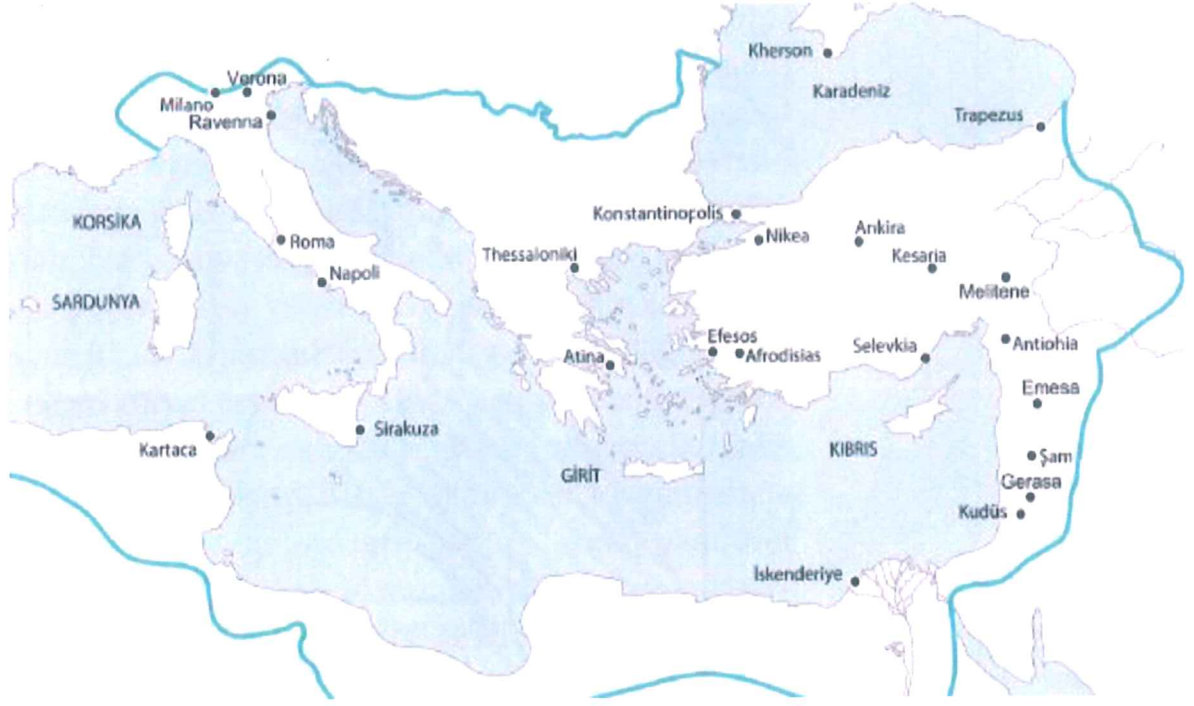 Kherson
Karadeniz
Verona
Milano
Ravenna
Trapezus
KORSİKA
Konstantinopolis
Roma
Nikea
Ankira
Thessaloniki
Kesaria
Napoli
SARDUNYA
Melitene
Efesos
Atina
Afrodisias
Selevkia
Antiohia
Emesa
Sirakuza
Kartaca
KIBRIS
Şam
GİRİT
Gerasa
Kudüs
İskenderiye